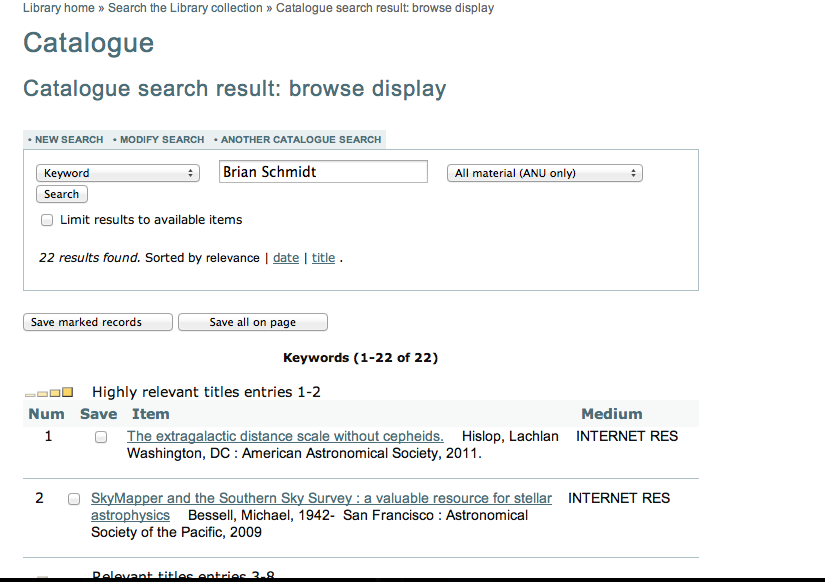 Library home » Search the Library collection » Catalogue search result: browse display
Catalogue
Catalogue search result: browse display
• NEW SEARCH • MODIFY SEARCH • ANOTHER CATALOGUE SEARCH
Keyword Brian Schmidt All material (ANU only)
Search
Limit results to available items
22 results found. Sorted by relevance | date | title .
Save marked records Save all on page
Keywords (1-22 of 22)
Highly relevant titles entries 1-2
Num Save Item Medium
1 The extragalactic distance scale without cepheids. Hislop, Lachlan INTERNET RES
Washington, DC : American Astronomical Society, 2011.
2 SkyMapper and the Southern Sky Survey : a valuable resource for stellar INTERNET RES
astrophysics Bessell, Michael, 1942- San Francisco : Astronomical
Society of the Pacific, 2009
Relevant titles entries 3-8